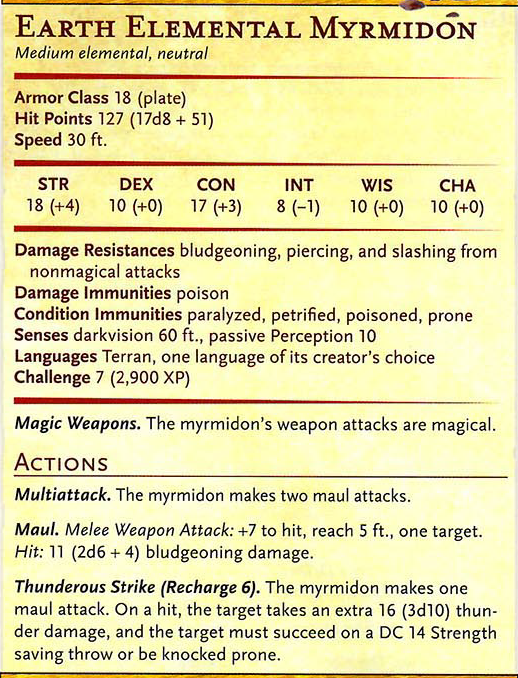 Earth Elemental Myrmidon
Medium elemental, neutral
Armor Class 18 (plate)
Hit Points 127 (17d8 + 51)
Speed 30 ft.
STR DEX CON INT WIS CHA
18 (+4) 10 (+0) 17 (+3) 8 (−1) 10 (+0) 10 (+0)
Damage Resistances bludgeoning, piercing, and slashing from
nonmagical attacks
Damage Immunities poison
Condition Immunities paralyzed, petrified, poisoned, prone
Senses darkvision 60 ft., passive Perception 10
Languages Terran, one language of its creator's choice
Challenge 7 (2,900 XP)
Magic Weapons. The myrmidon's weapon attacks are magical.
Actions
Multiattack. The myrmidon makes two maul attacks.
Maul. Melee Weapon Attack: +7 to hit, reach 5 ft., one target.
Hit: 11 (2d6 + 4) bludgeoning damage.
Thunderous Strike (Recharge 6). The myrmidon makes one
maul attack. On a hit, the target takes an extra 16 (3d10) thun-
der damage, and the target must succeed on a DC 14 Strength
saving throw or be knocked prone.